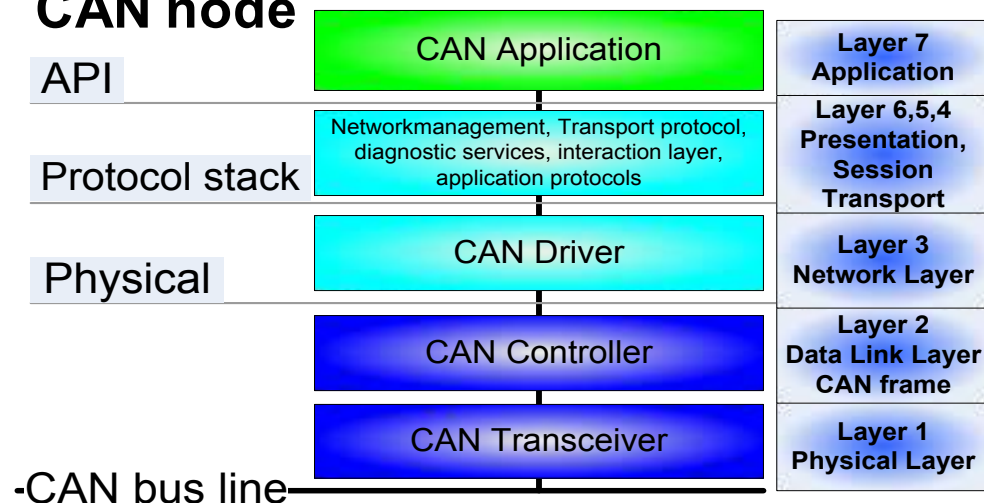 CAN node
API
Protocol stack
Physical
CAN Application
Networkmanagement, Transport protocol,
diagnostic services, interaction layer,
application protocols
CAN Driver
CAN Controller
CAN Transceiver
CAN bus line
Layer 7
Application
Layer 6,5,4
Presentation,
Session
Transport
Layer 3
Network Layer
Layer 2
Data Link Layer
CAN frame
Layer 1
Physical Layer